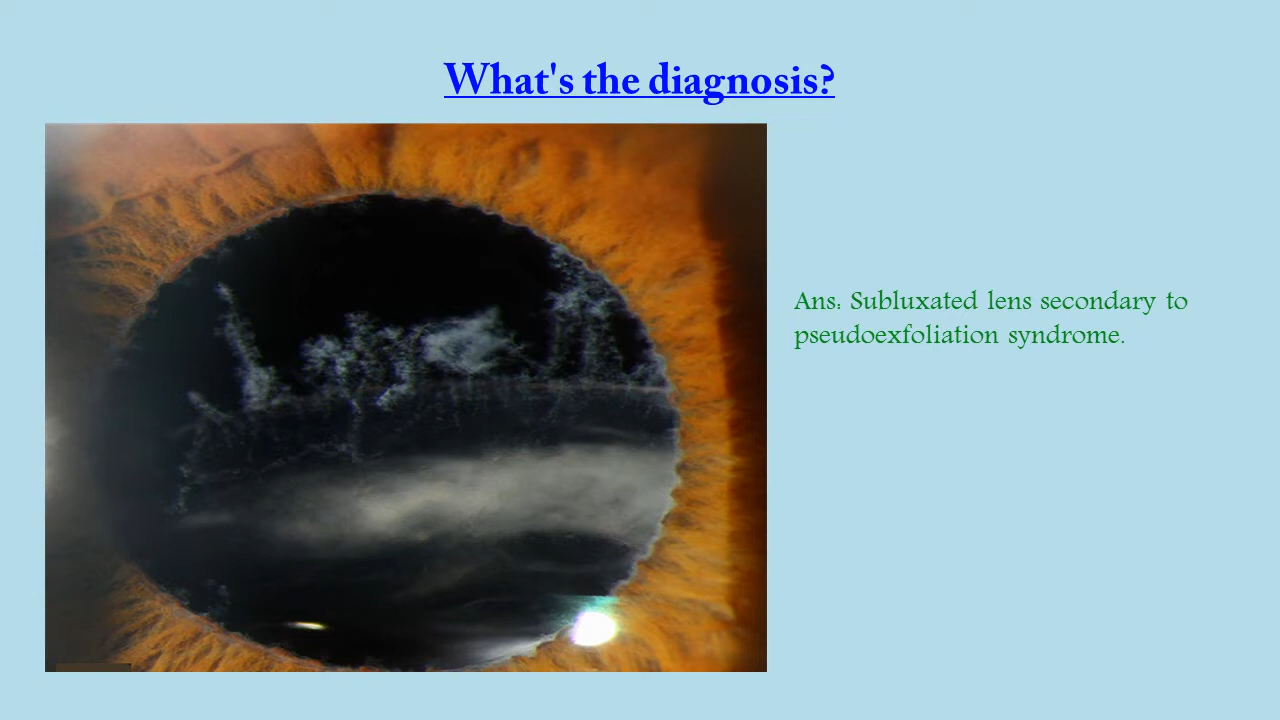 What's the diagnosis?
Ans: Subluxated lens secondary to
pseudoexfoliation syndrome.